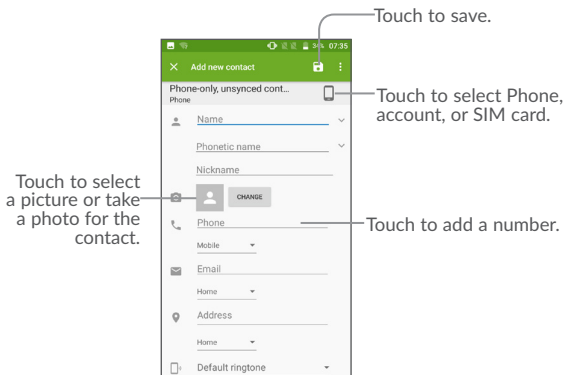 Touch to save.
34% 07:35
Add new contact
Phone-only, unsynced cont...
Phone
Touch to select Phone,
account, or SIM card.
Name
Phonetic name
Nickname
Touch to select
a picture or take
a photo for the
contact.
CHANGE
Phone
Touch to add a number.
Mobile
Email
Home
Address
Home
Default ringtone